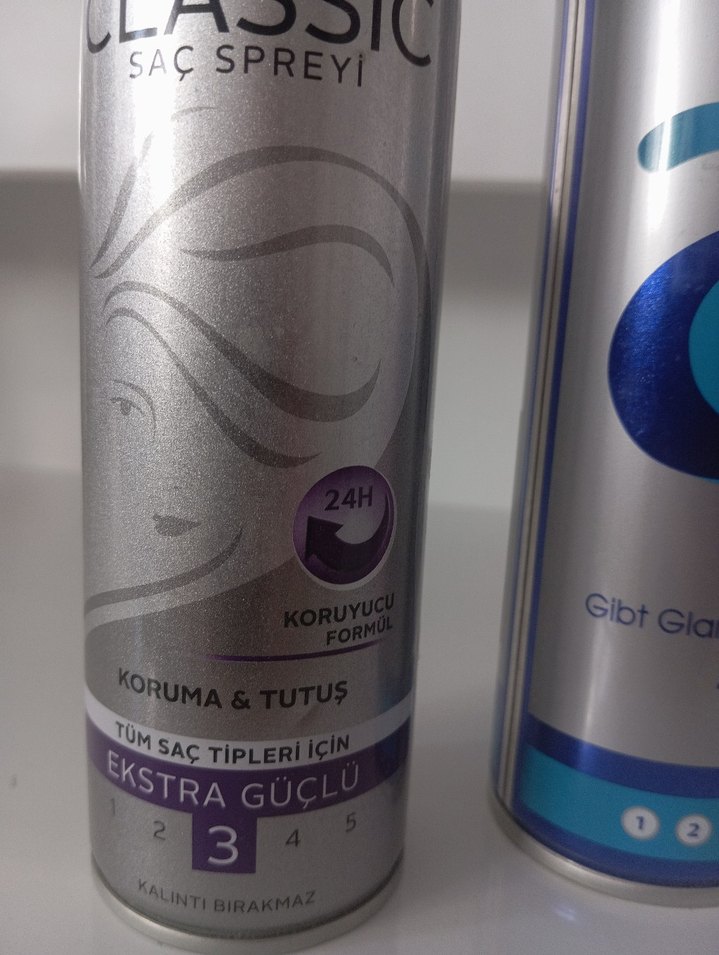 CLASSIC
SAÇ SPREYİ
24H
KORUYUCU
FORMÜL
KORUMA & TUTUŞ
TÜM SAÇ TİPLERİ İÇİN
EKSTRA GÜÇLÜ
1 2 3 4 5
KALINTI BIRAKMAZ
Gibt
1 2